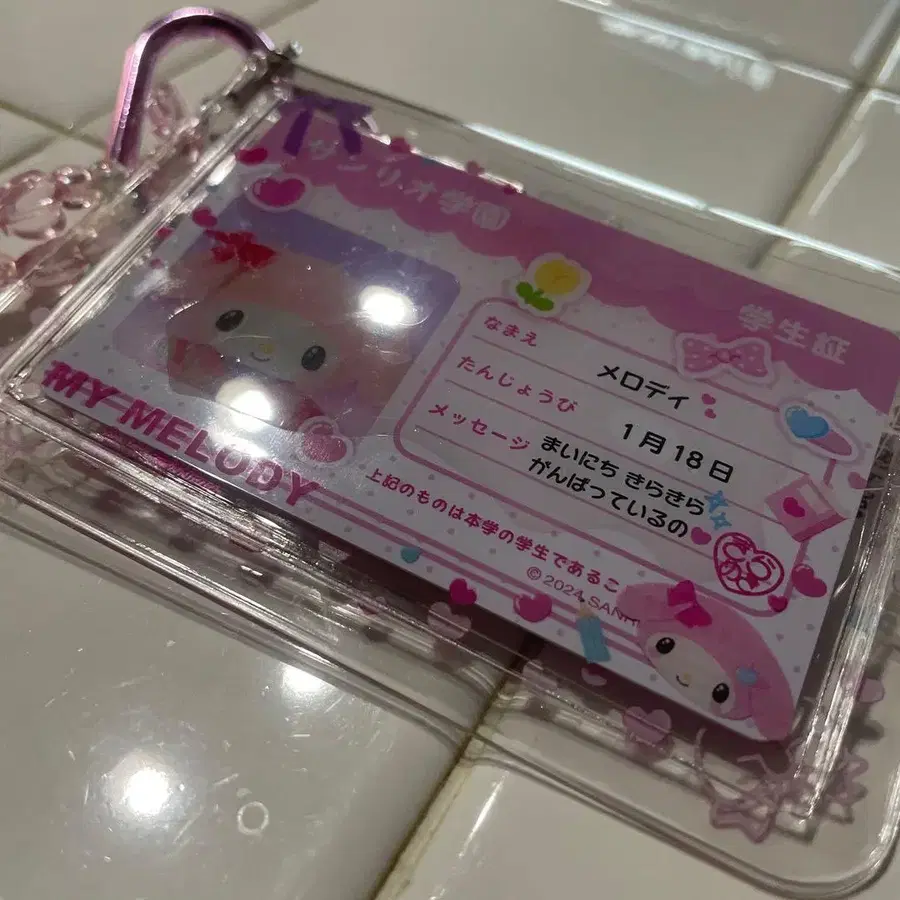 サンリオ学園
学生証
なまえ
メロディ
たんじょうび
1月18日
メッセージ
まいにち きらきら
がんばっているの
MY MELODY
上記のものは本学の学生であるこ
© 2024 SANR